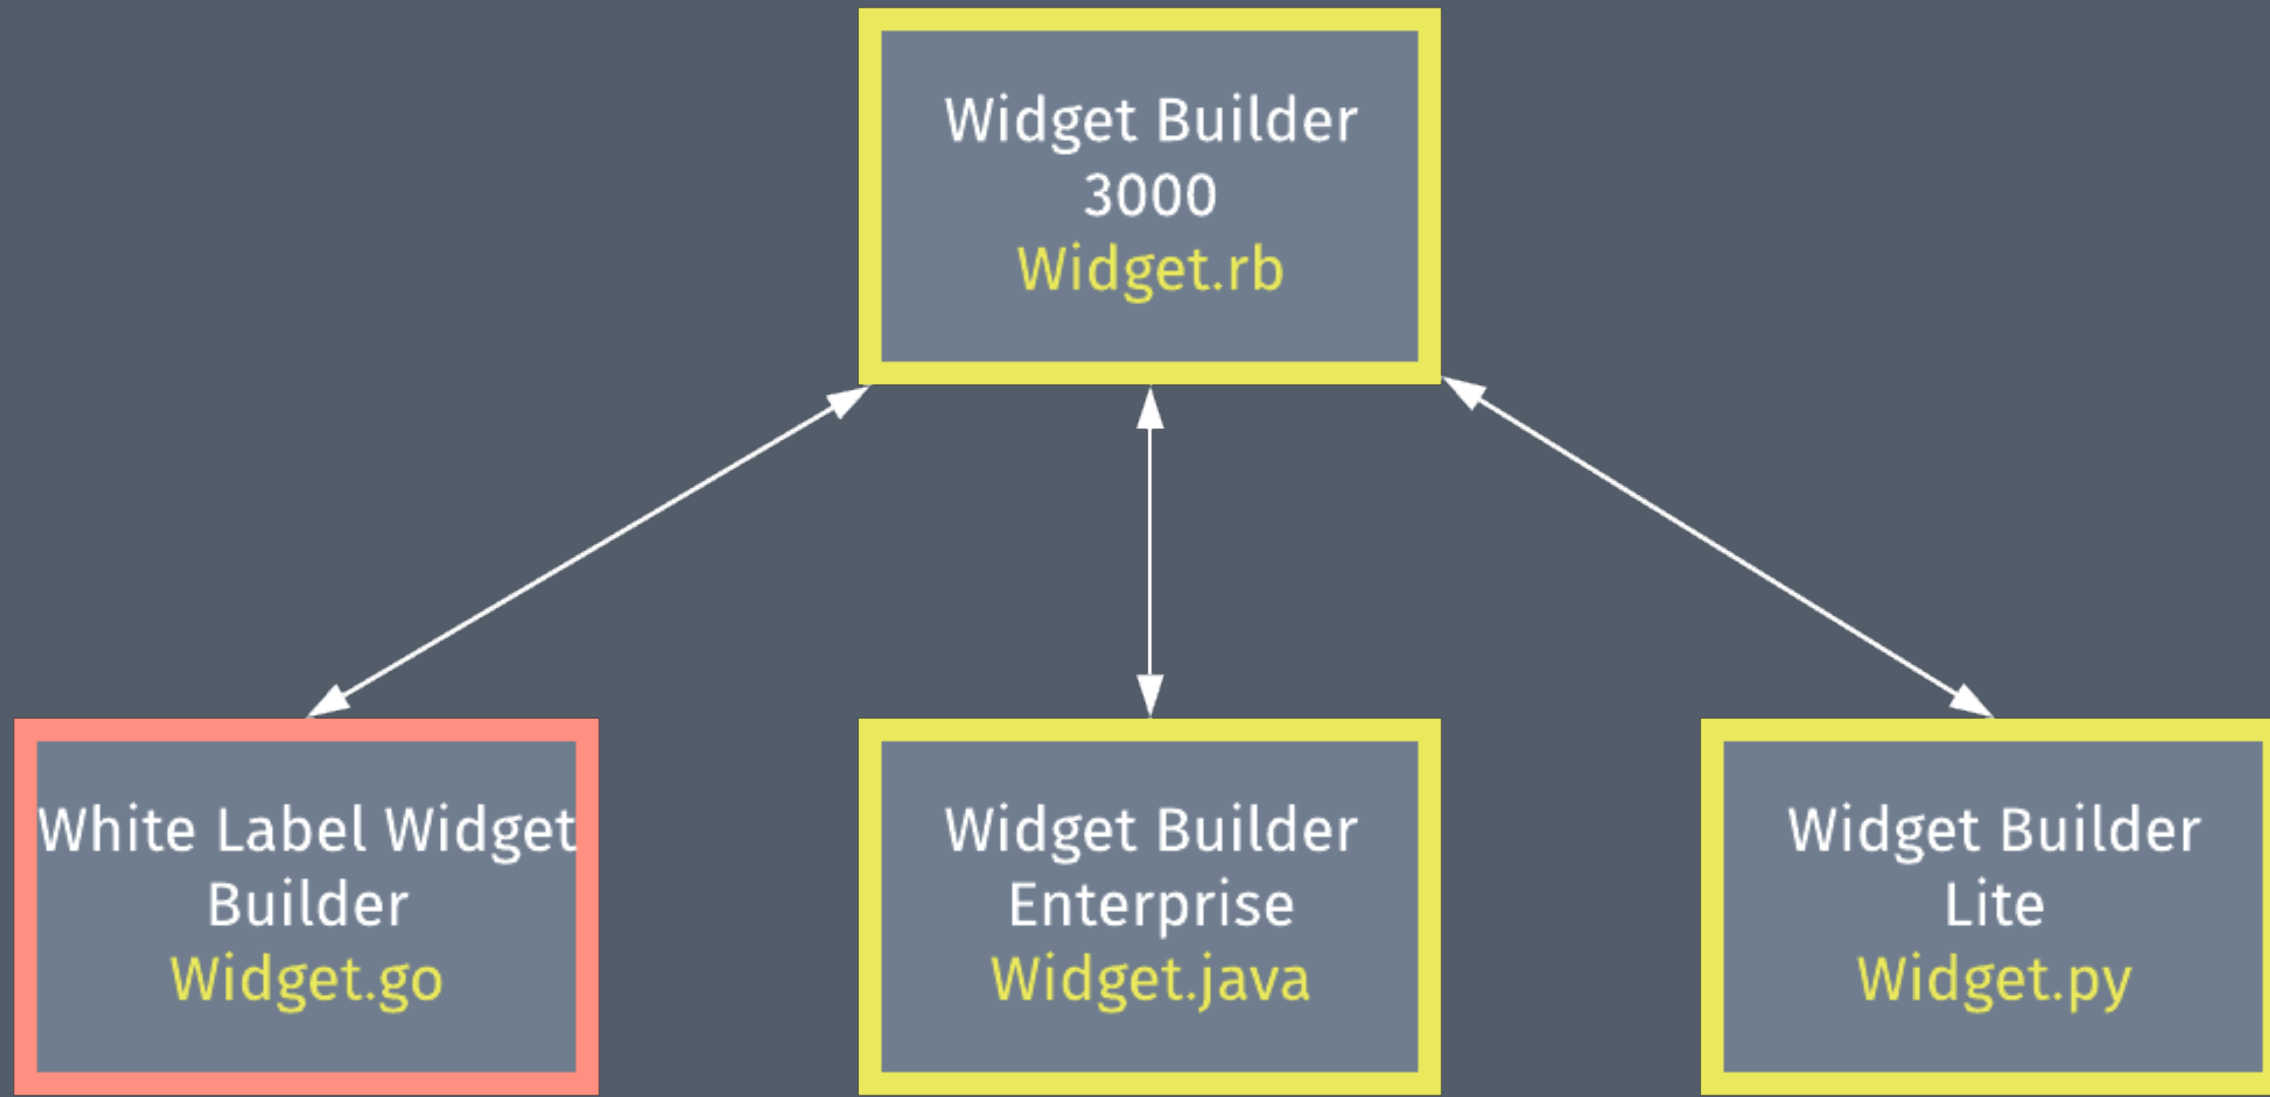 Widget Builder
3000
Widget.rb
White Label Widget
Builder
Widget.go
Widget Builder
Enterprise
Widget.java
Widget Builder
Lite
Widget.py